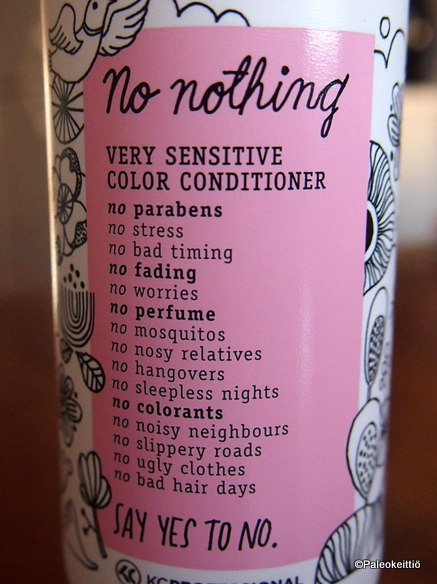 No nothing
VERY SENSITIVE
COLOR CONDITIONER
no parabens
no stress
no bad timing
no fading
no worries
no perfume
no mosquitos
no nosy relatives
no hangovers
no sleepless nights
no colorants
no noisy neighbours
no slippery roads
no ugly clothes
no bad hair days
SAY YES TO NO.
KC PROFESSIONAL
©Paleokeittiö